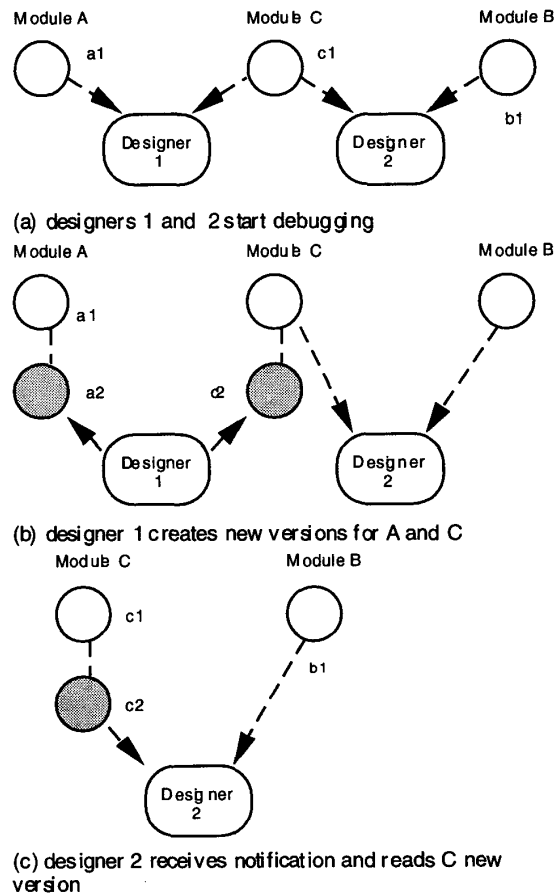 Module A Module C Module B
a1 c1
b1
Designer
1
Designer
2
(a) designers 1 and 2 start debugging
Module A Module C Module B
a1
a2 c2
Designer
1
Designer
2
(b) designer 1 creates new versions for A and C
Module C Module B
c1
b1
c2
Designer
2
(c) designer 2 receives notification and reads C new
version